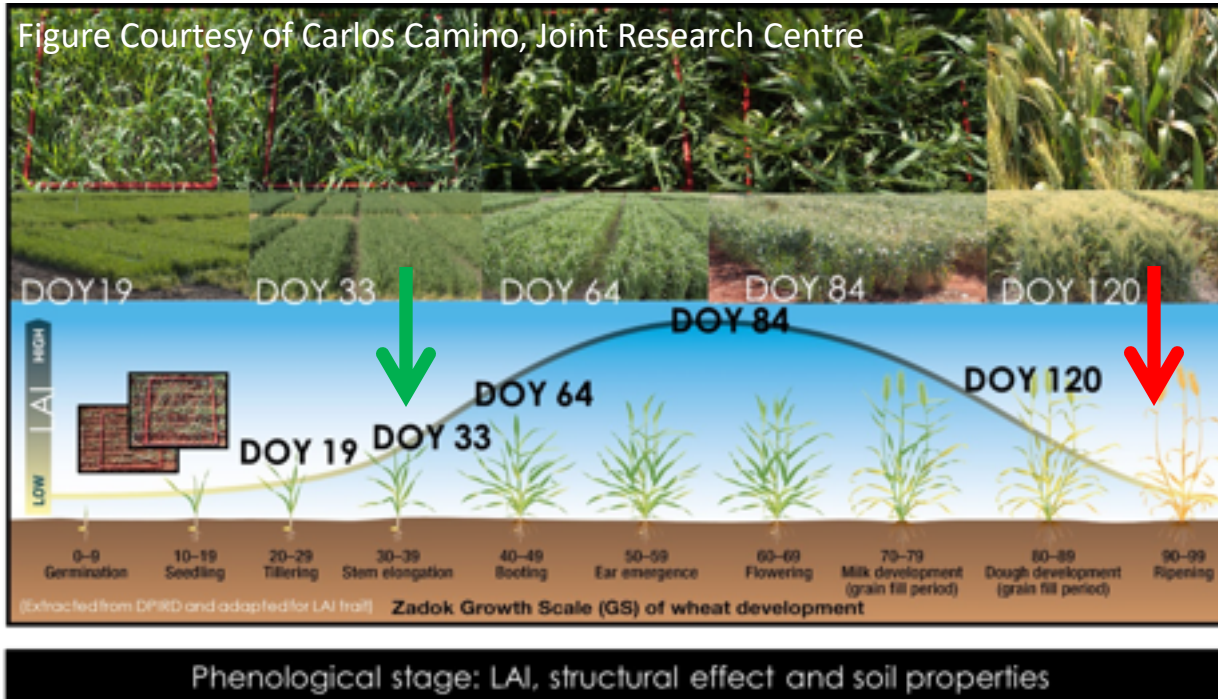 Figure Courtesy of Carlos Camino, Joint Research Centre
DOY19
DOY 33
DOY 64
DOY 84
DOY 120
HIGH
LAI
LOW
DOY 19
DOY 33
DOY 64
DOY 84
DOY 120
0–9
Germination
10–19
Seedling
20–29
Tillering
30–39
Stem elongation
40–49
Booting
50–59
Ear emergence
60–69
Flowering
70–79
Milk development
(grain fill period)
80–89
Dough development
(grain fill period)
90–99
Ripening
(Extracted from DPIRD and adapted for LAI trait)
Zadok Growth Scale (GS) of wheat development
Phenological stage: LAI, structural effect and soil properties